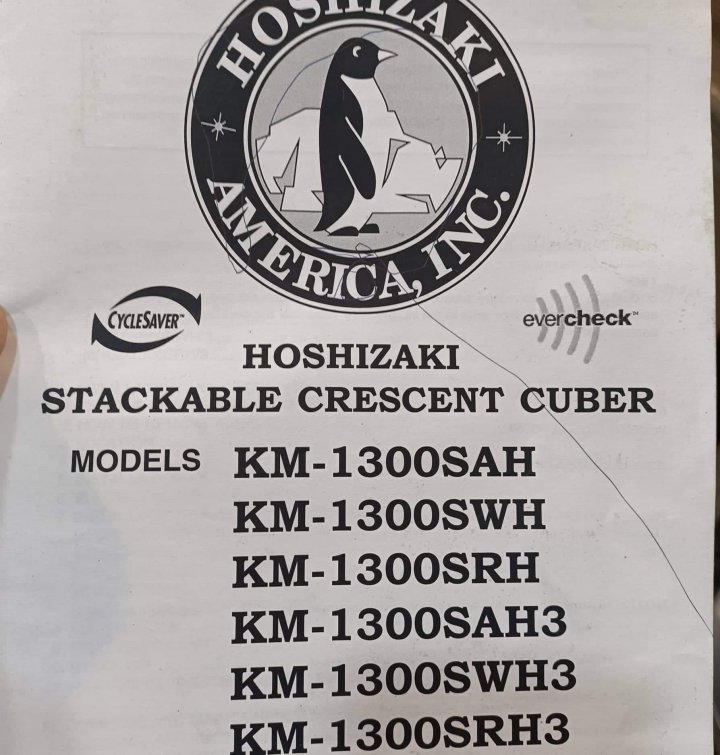 HOSHIZAKI
AMERICA, INC.
CYCLESAVER™
evercheck™
HOSHIZAKI
STACKABLE CRESCENT CUBER
MODELS KM-1300SAH
KM-1300SWH
KM-1300SRH
KM-1300SAH3
KM-1300SWH3
KM-1300SRH3